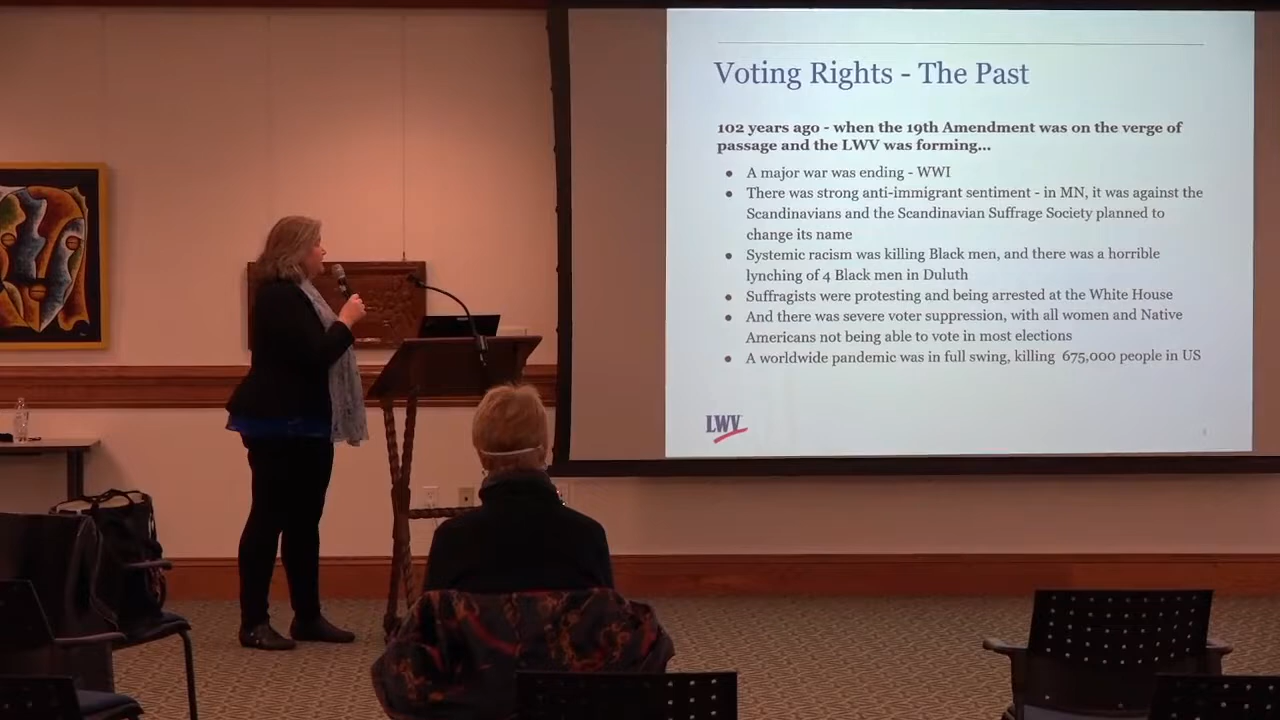 Voting Rights - The Past
102 years ago - when the 19th Amendment was on the verge of
passage and the LWV was forming...
● A major war was ending - WWI
● There was strong anti-immigrant sentiment - in MN, it was against the
Scandinavians and the Scandinavian Suffrage Society planned to
change its name
● Systemic racism was killing Black men, and there was a horrible
lynching of 4 Black men in Duluth
● Suffragists were protesting and being arrested at the White House
● And there was severe voter suppression, with all women and Native
Americans not being able to vote in most elections
● A worldwide pandemic was in full swing, killing 675,000 people in US
LWV